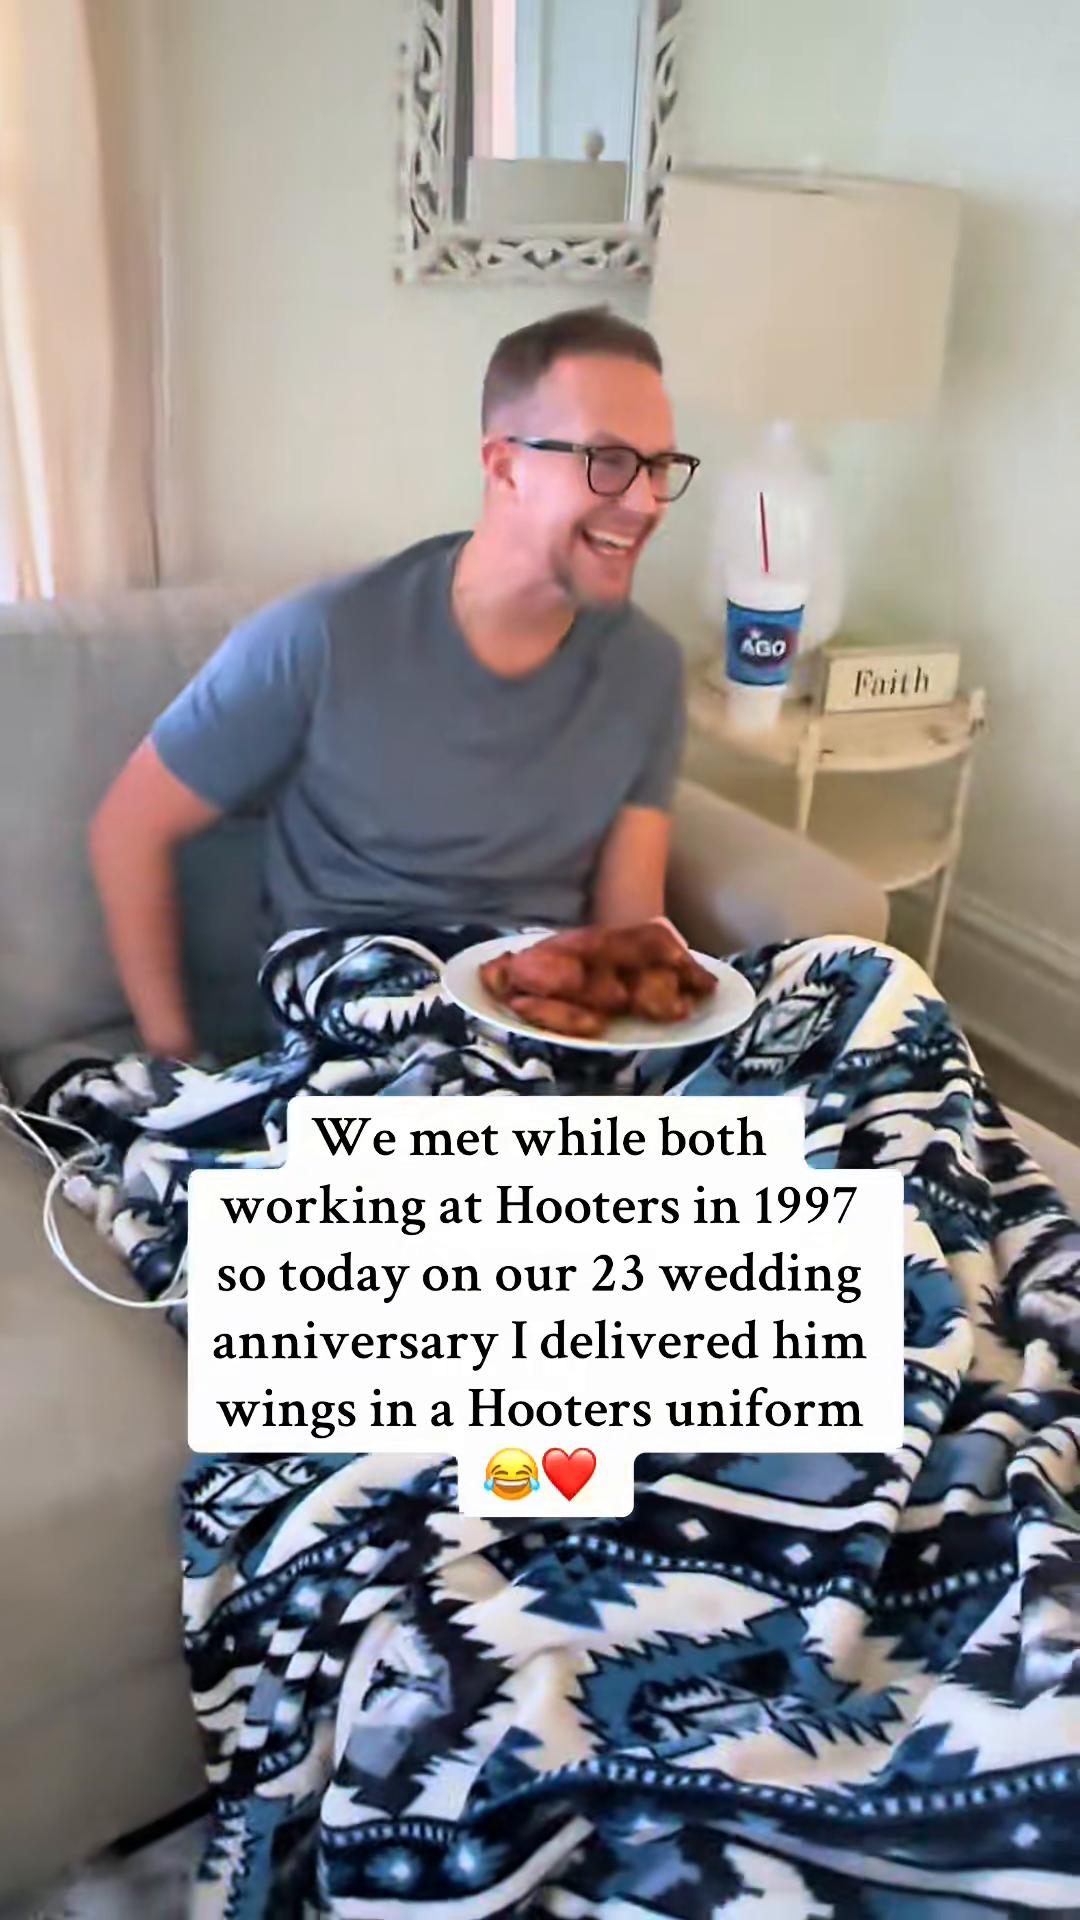 AGO
Faith
We met while both
working at Hooters in 1997
so today on our 23 wedding
anniversary I delivered him
wings in a Hooters uniform
😂❤️